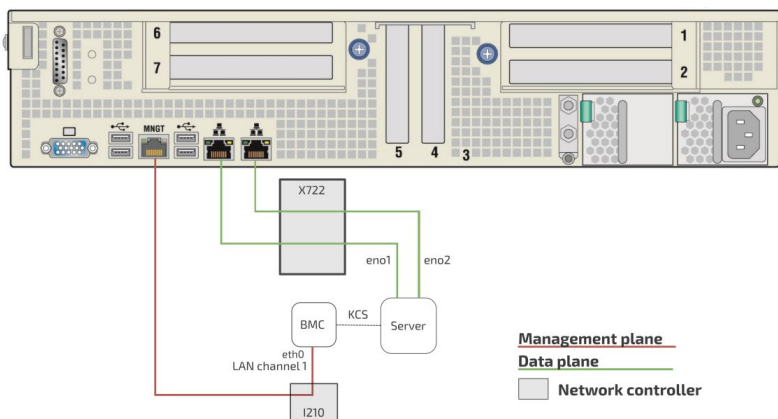 6
7
1
2
MNGT
5
4
3
X722
eno1
eno2
KCS
BMC
Server
eth0
LAN channel 1
I210
Management plane
Data plane
Network controller